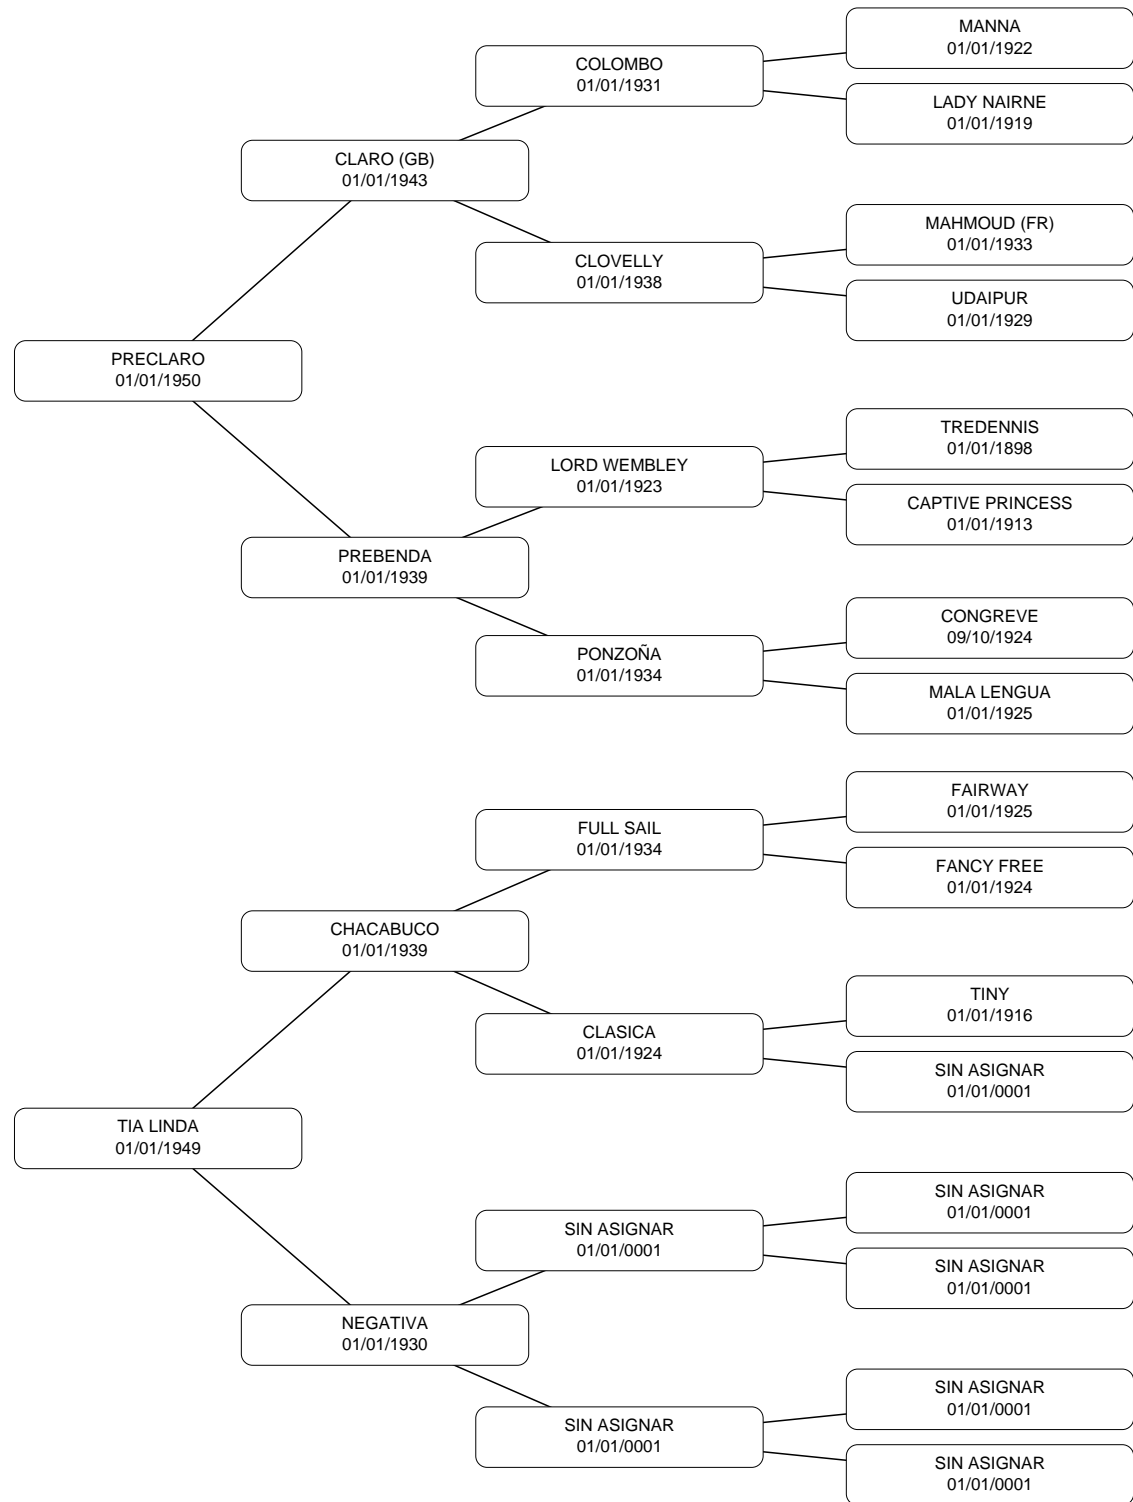 MANNA
01/01/1922
COLOMBO
01/01/1931
LADY NAIRNE
01/01/1919
CLARO (GB)
01/01/1943
MAHMOUD (FR)
01/01/1933
CLOVELLY
01/01/1938
UDAIPUR
01/01/1929
PRECLARO
01/01/1950
TREDENNIS
01/01/1898
LORD WEMBLEY
01/01/1923
CAPTIVE PRINCESS
01/01/1913
PREBENDA
01/01/1939
CONGREVE
09/10/1924
PONZOÑA
01/01/1934
MALA LENGUA
01/01/1925
FAIRWAY
01/01/1925
FULL SAIL
01/01/1934
FANCY FREE
01/01/1924
CHACABUCO
01/01/1939
TINY
01/01/1916
CLASICA
01/01/1924
SIN ASIGNAR
01/01/0001
TIA LINDA
01/01/1949
SIN ASIGNAR
01/01/0001
SIN ASIGNAR
01/01/0001
SIN ASIGNAR
01/01/0001
NEGATIVA
01/01/1930
SIN ASIGNAR
01/01/0001
SIN ASIGNAR
01/01/0001
SIN ASIGNAR
01/01/0001